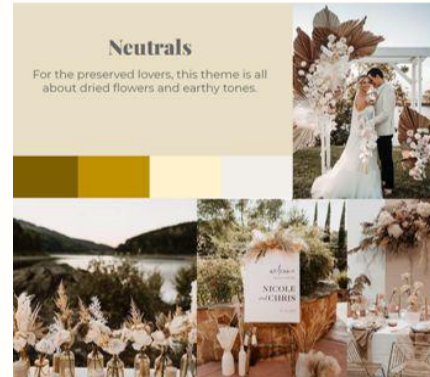 Neutrals
For the preserved lovers, this theme is all
about dried flowers and earthy tones.
NICOLE
and CHRIS